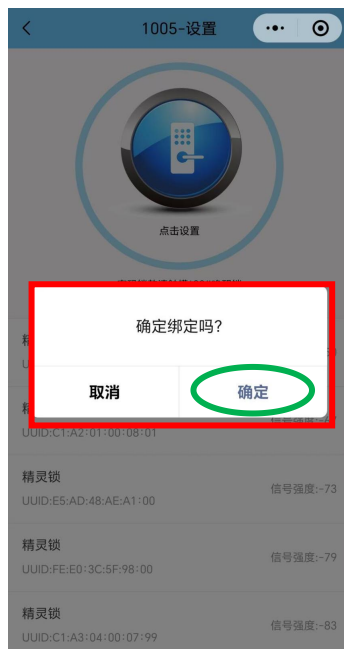 1005-设置
点击设置
精
确定绑定吗?
取消
确定
精
UUID:C1:A2:01:00:08:01
精灵锁
信号强度:-73
UUID:E5:AD:48:AE:A1:00
精灵锁
信号强度:-79
UUID:FE:E0:3C:5F:98:00
精灵锁
信号强度:-83
UUID:C1:A3:04:00:07:99